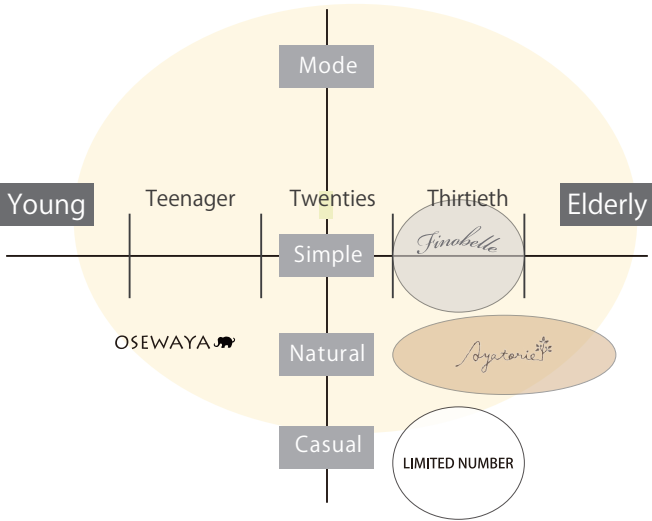 Mode
Young
Teenager
Twenties
Thirtieth
Elderly
Simple
Finobelle
OSEWAYA
Natural
Ayatorie
Casual
LIMITED NUMBER